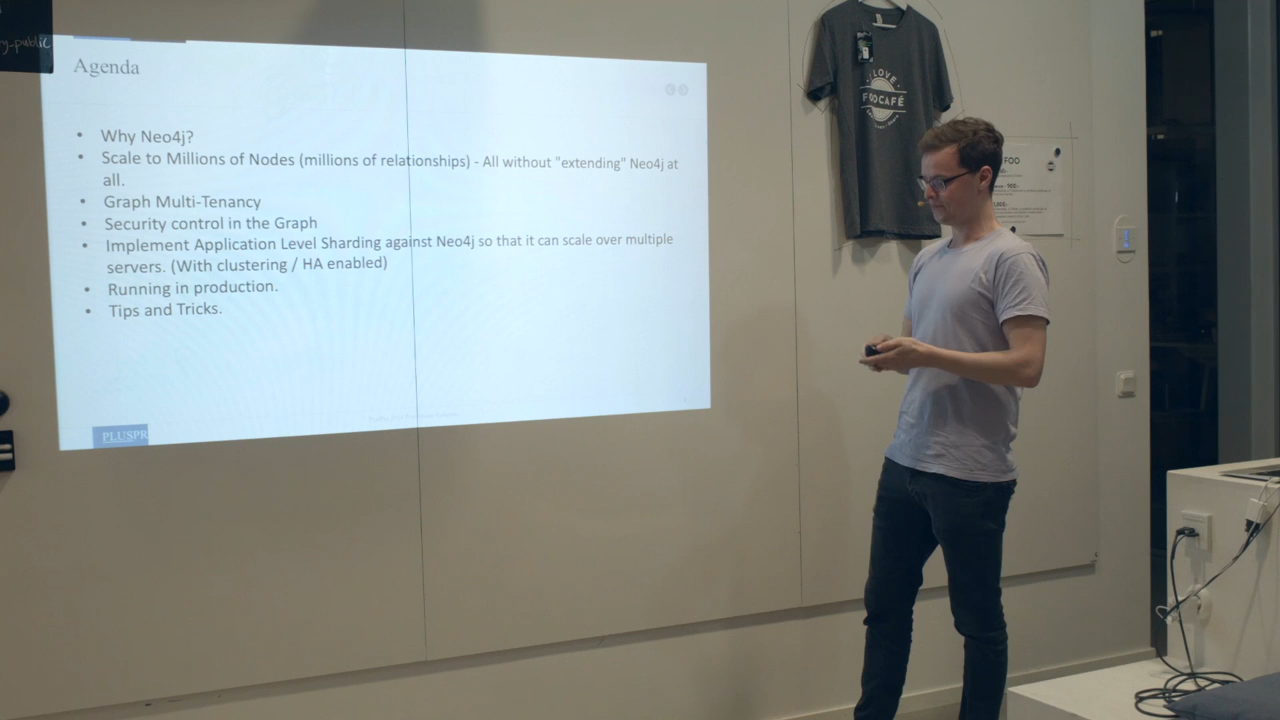 y_public
Agenda
• Why Neo4j?
• Scale to Millions of Nodes (millions of relationships) - All without "extending" Neo4j at
all.
• Graph Multi-Tenancy
• Security control in the Graph
• Implement Application Level Sharding against Neo4j so that it can scale over multiple
servers. (With clustering / HA enabled)
• Running in production.
• Tips and Tricks.
PLUSPR
I LOVE
FOOCAFÉ
FOO